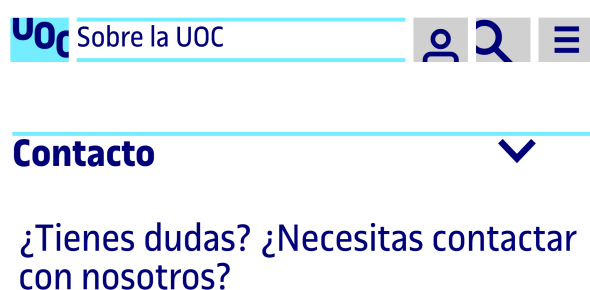 UOC
Sobre la UOC
Contacto
¿Tienes dudas? ¿Necesitas contactar
con nosotros?